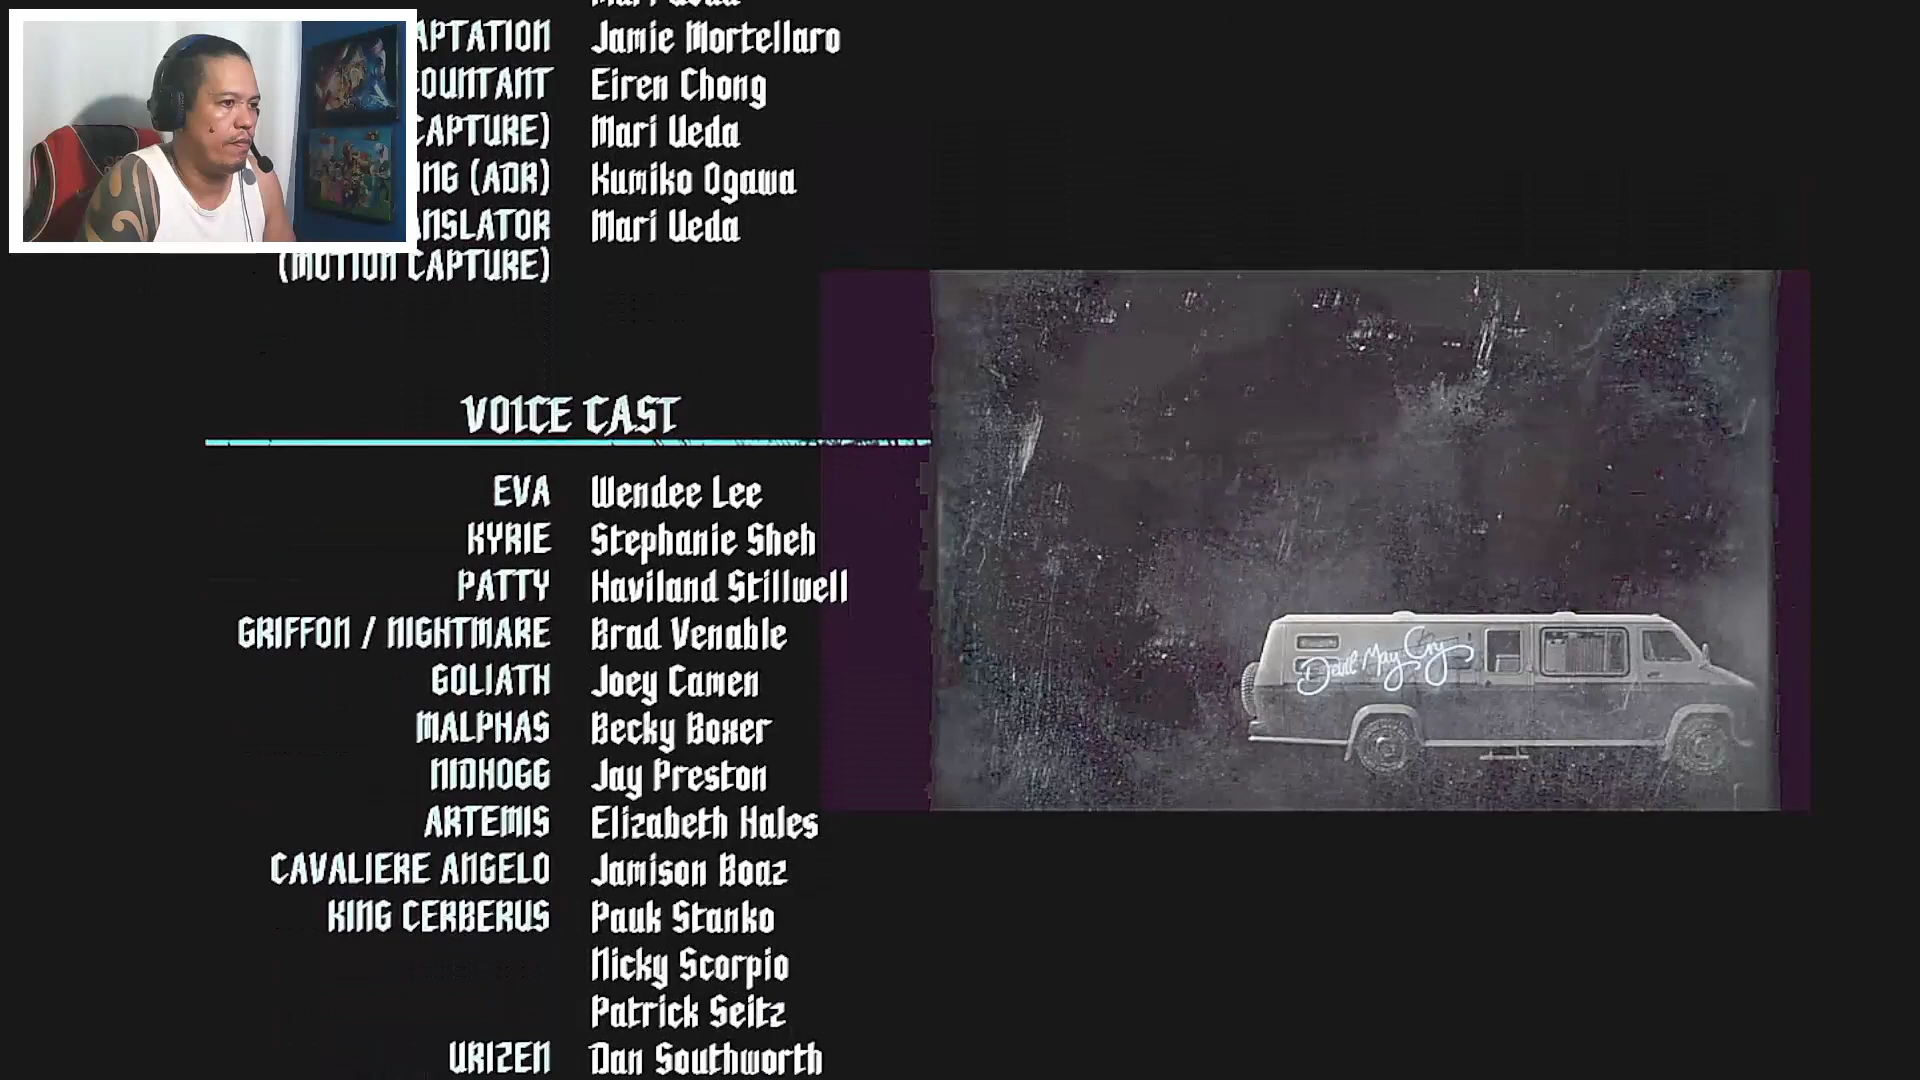 APTATION Jamie Mortellaro
OUNTANT Eiren Chong
CAPTURE) Mari Ueda
ING (ADR) Kumiko Ogawa
ANSLATOR Mari Ueda
(MOTION CAPTURE)
VOICE CAST
EVA Wendee Lee
KYRIE Stephanie Sheh
PATTY Haviland Stillwell
GRIFFON / NIGHTMARE Brad Venable
GOLIATH Joey Camen
MALPHAS Becky Boxer
NIDHOGG Jay Preston
ARTEMIS Elizabeth Hales
CAVALIERE ANGELO Jamison Boaz
KING CERBERUS Pauk Stanko
Nicky Scorpio
Patrick Seitz
URIZEN Dan Southworth
Devil May Cry